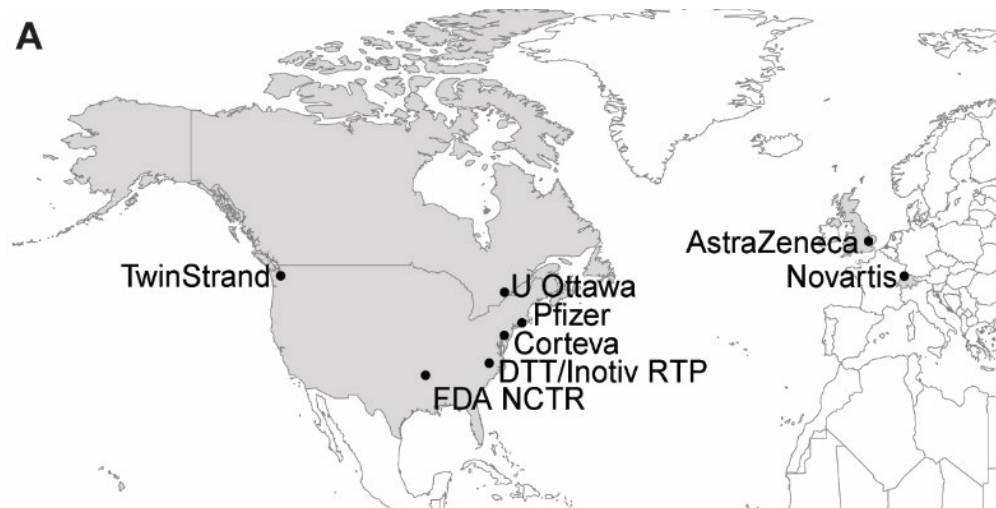 A
AstraZeneca
TwinStrand
Novartis
U Ottawa
Pfizer
Corteva
DTT/Inotiv RTP
FDA NCTR